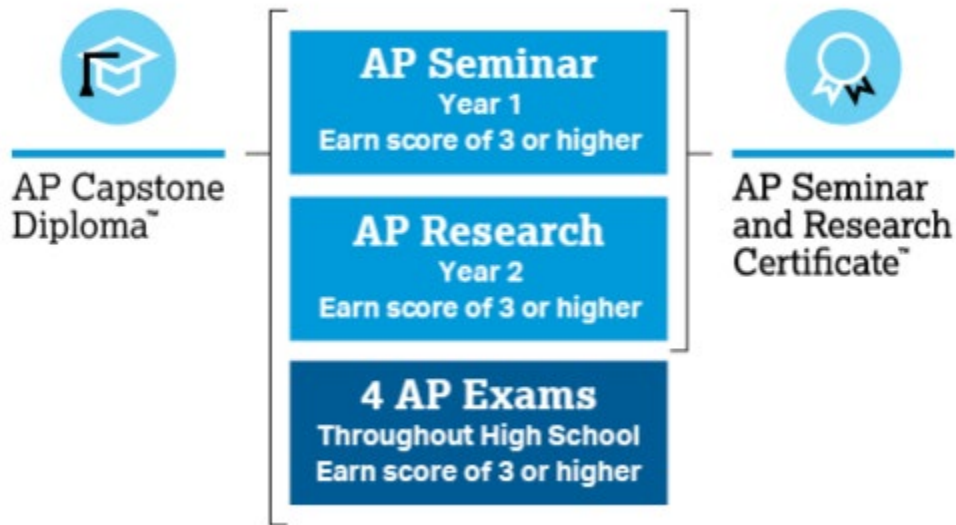 AP Capstone
Diploma™
AP Seminar
Year 1
Earn score of 3 or higher
AP Research
Year 2
Earn score of 3 or higher
4 AP Exams
Throughout High School
Earn score of 3 or higher
AP Seminar
and Research
Certificate™